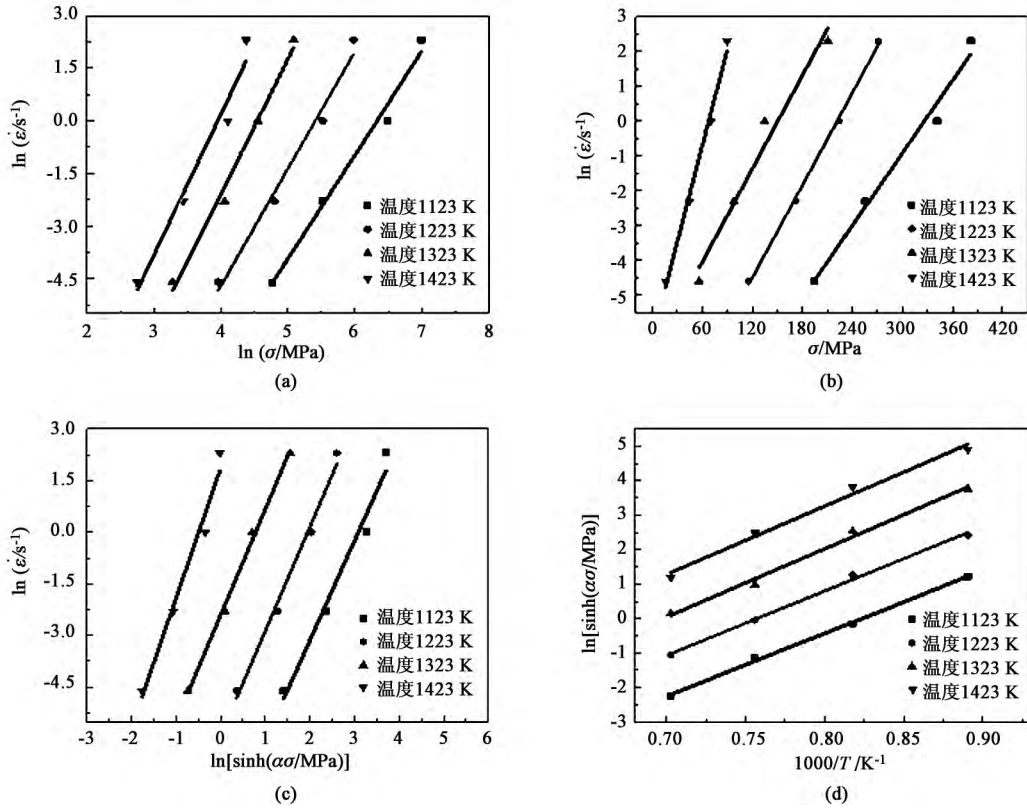 3.0
1.5
0.0
-1.5
-3.0
-4.5
ln (ε̇/s⁻¹)
温度1123 K
温度1223 K
温度1323 K
温度1423 K
2 3 4 5 6 7 8
ln (σ/MPa)
(a)
3
2
1
0
-1
-2
-4
-5
ln (ε̇/s⁻¹)
温度1123 K
温度1223 K
温度1323 K
温度1423 K
0 60 120 180 240 300 360 420
σ/MPa
(b)
3.0
1.5
0.0
-1.5
-3.0
-4.5
ln (ε̇/s⁻¹)
温度1123 K
温度1223 K
温度1323 K
温度1423 K
-3 -2 -1 0 1 2 3 4 5 6
ln[sinh(ασ/MPa)]
(c)
5
4
3
2
1
0
-1
-2
-3
ln[sinh(ασ/MPa)]
温度1123 K
温度1223 K
温度1323 K
温度1423 K
0.70 0.75 0.80 0.85 0.90
1000/T /K⁻¹
(d)